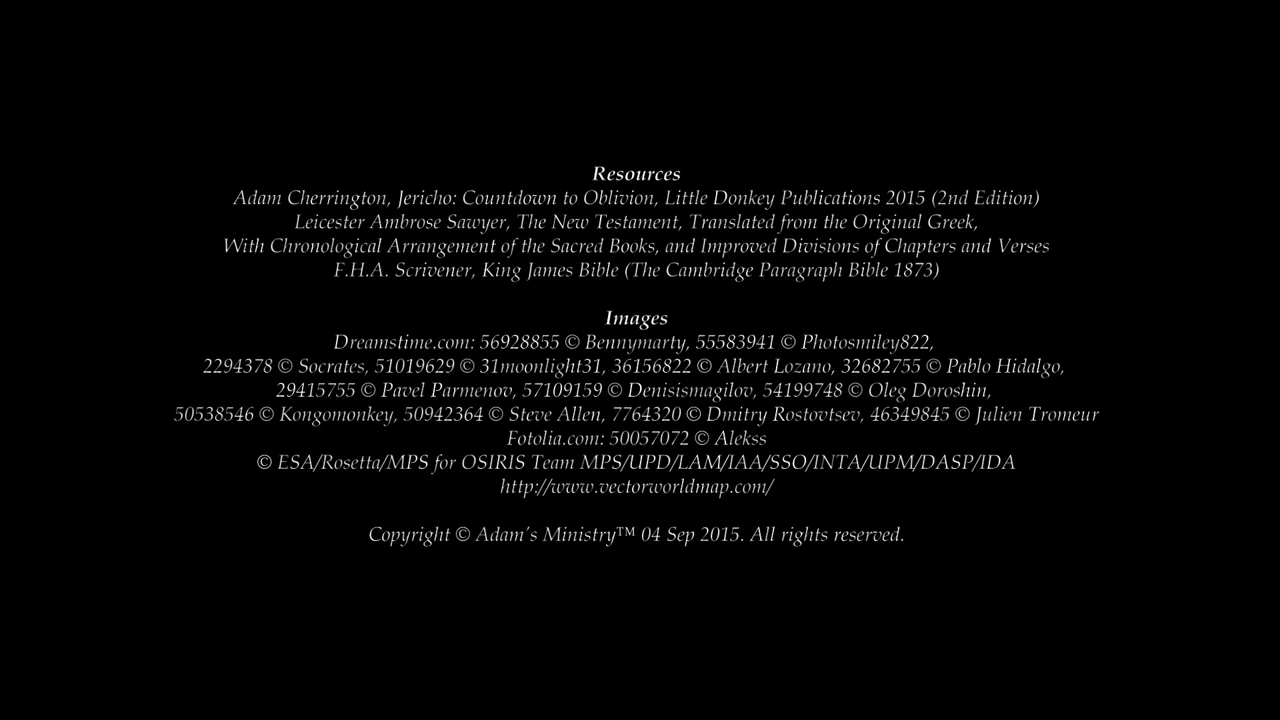 Resources
Adam Cherrington, Jericho: Countdown to Oblivion, Little Donkey Publications 2015 (2nd Edition)
Leicester Ambrose Sawyer, The New Testament, Translated from the Original Greek,
With Chronological Arrangement of the Sacred Books, and Improved Divisions of Chapters and Verses
F.H.A. Scrivener, King James Bible (The Cambridge Paragraph Bible 1873)
Images
Dreamstime.com: 56928855 © Bennymarty, 55583941 © Photosmiley822,
2294378 © Socrates, 51019629 © 31moonlight31, 36156822 © Albert Lozano, 32682755 © Pablo Hidalgo,
29415755 © Pavel Parmenov, 57109159 © Denisismagilov, 54199748 © Oleg Doroshin,
50538546 © Kongomonkey, 50942364 © Steve Allen, 7764320 © Dmitry Rostovtsev, 46349845 © Julien Tromeur
Fotolia.com: 50057072 © Alekss
© ESA/Rosetta/MPS for OSIRIS Team MPS/UPD/LAM/IAA/SSO/INTA/UPM/DASP/IDA
http://www.vectorworldmap.com/
Copyright © Adam's Ministry™ 04 Sep 2015. All rights reserved.